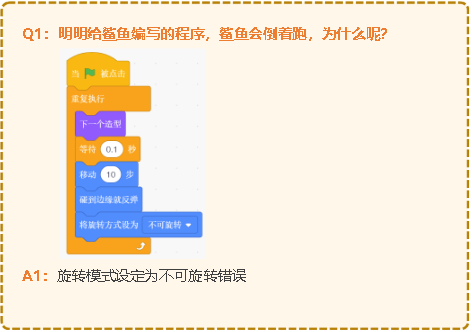 Q1：明明给鲨鱼编写的程序，鲨鱼会倒着跑，为什么呢?
当 被点击
重复执行
下一个造型
等待 0.1 秒
移动 10 步
碰到边缘就反弹
将旋转方式设为 不可旋转
A1：旋转模式设定为不可旋转错误